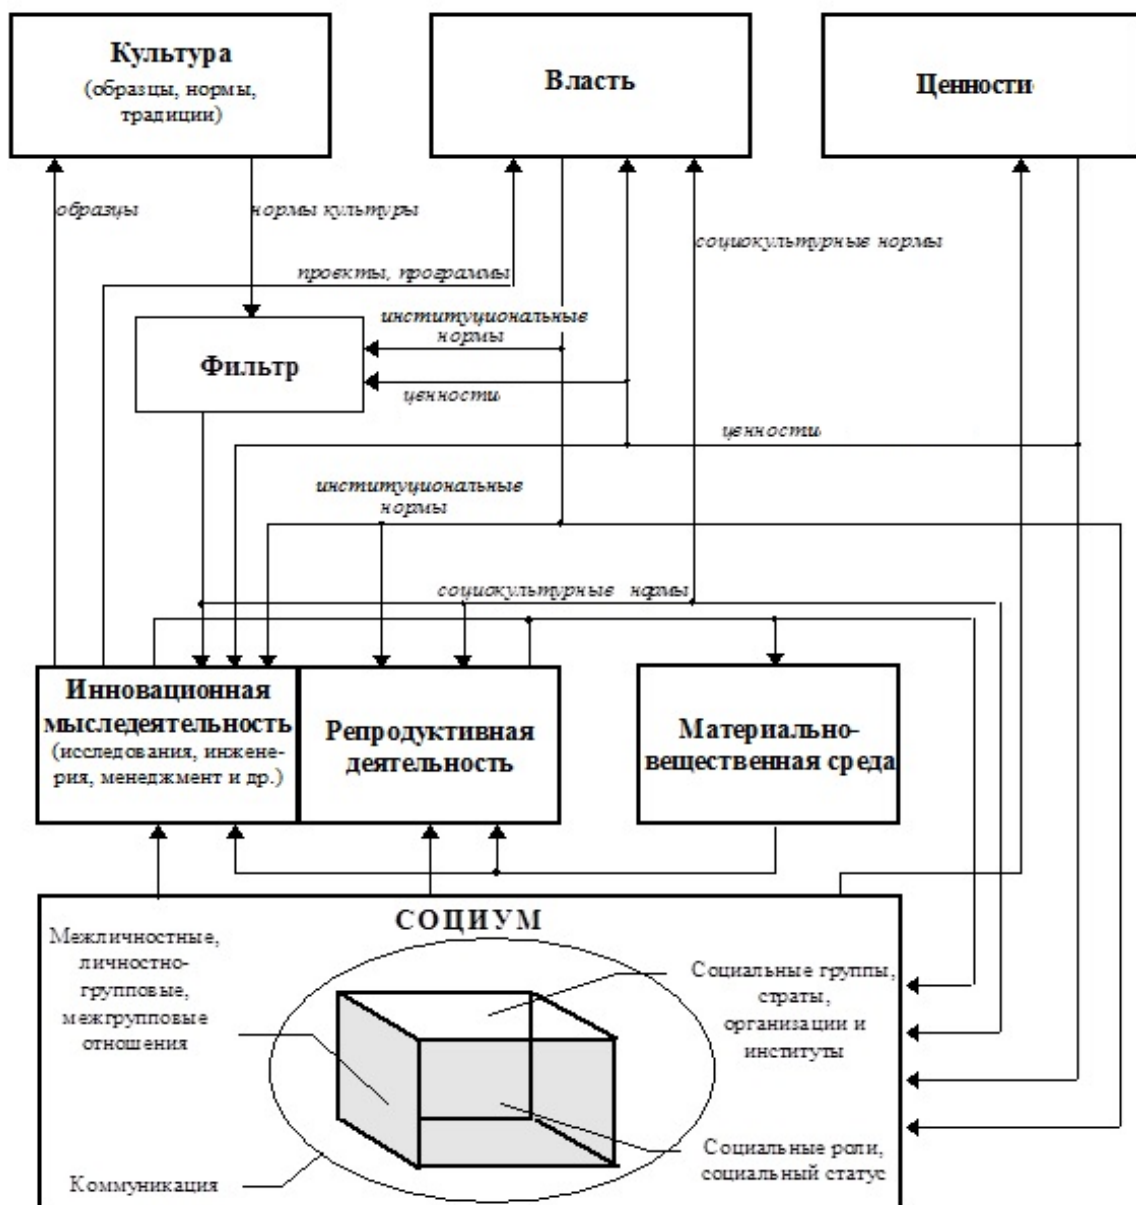 Культура
(образцы, нормы,
традиции)
Власть
Ценности
образцы
нормы культуры
социокультурные нормы
проекты, программы
институциональные
нормы
Фильтр
ценности
ценности
институциональные
нормы
социокультурные нормы
Инновационная
мыследеятельность
(исследования, инжене-
рия, менеджмент и др.)
Репродуктивная
деятельность
Материально-
вещественная среда
СОЦИУМ
Межличностные,
личностно-
групповые,
межгрупповые
отношения
Социальные группы,
страты,
организации и
институты
Социальные роли,
социальный статус
Коммуникация